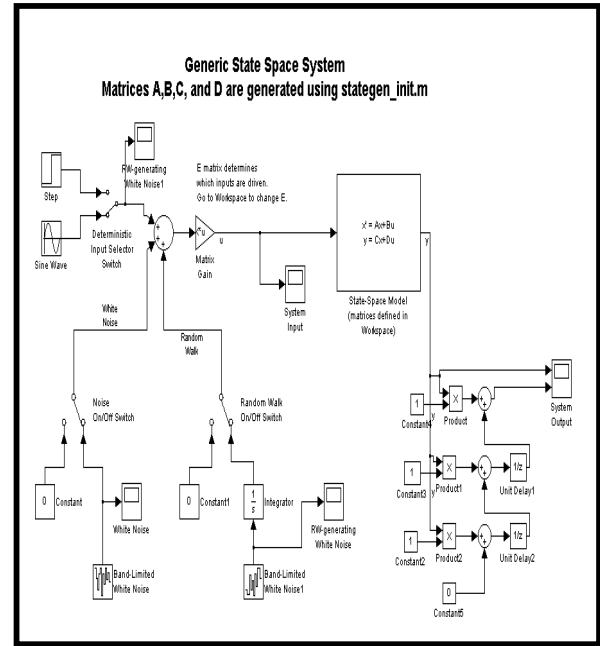 Generic State Space System
Matrices A,B,C, and D are generated using stategen_init.m
RW-generating
White Noise1
E matrix determines
which inputs are driven.
Go to Workspace to change E.
Step
Deterministic
Input Selector
Switch
Sine Wave
+
+
+
u
Matrix
Gain
u
x' = Ax+Bu
y = Cx+Du
y
State-Space Model
(matrices defined in
Workspace)
System
Input
White
Noise
Random
Walk
Noise
On/Off Switch
Random Walk
On/Off Switch
0
Constant
White Noise
Band-Limited
White Noise
0
Constant1
1
s
Integrator
RW-generating
White Noise
Band-Limited
White Noise1
1
Constant4
y
X
Product
+
+
System
Output
1
Constant3
y
X
Product1
+
+
1/z
Unit Delay1
1
Constant2
X
Product2
+
+
1/z
Unit Delay2
0
Constant5